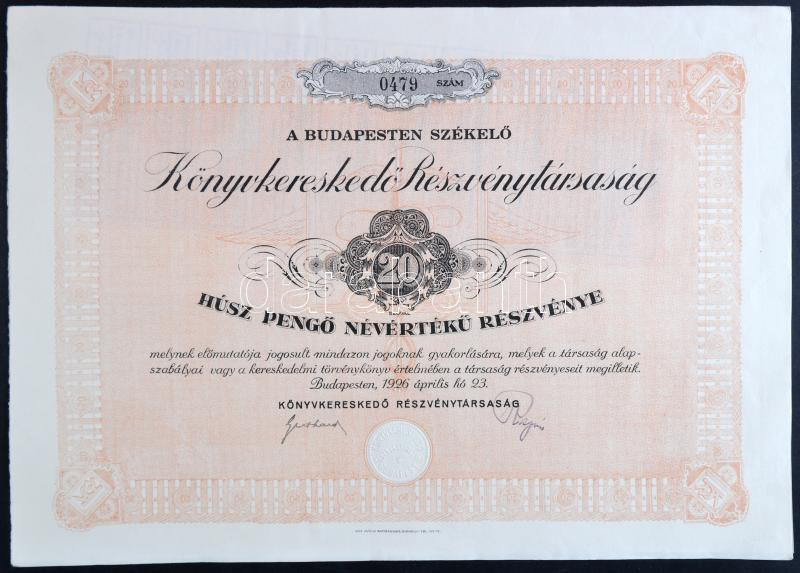 0479 SZÁM
A BUDAPESTEN SZÉKELŐ
Könyvkereskedő Részvénytársaság
20
HÚSZ PENGŐ NÉVÉRTÉKŰ RÉSZVÉNYE
melynek előmutatója jogosult mindazon jogoknak gyakorlására, melyek a társaság alap-
szabályai vagy a kereskedelmi törvénykönyv értelmében a társaság részvényeseit megilletik.
Budapesten, 1926 április hó 23.
KÖNYVKERESKEDŐ RÉSZVÉNYTÁRSASÁG